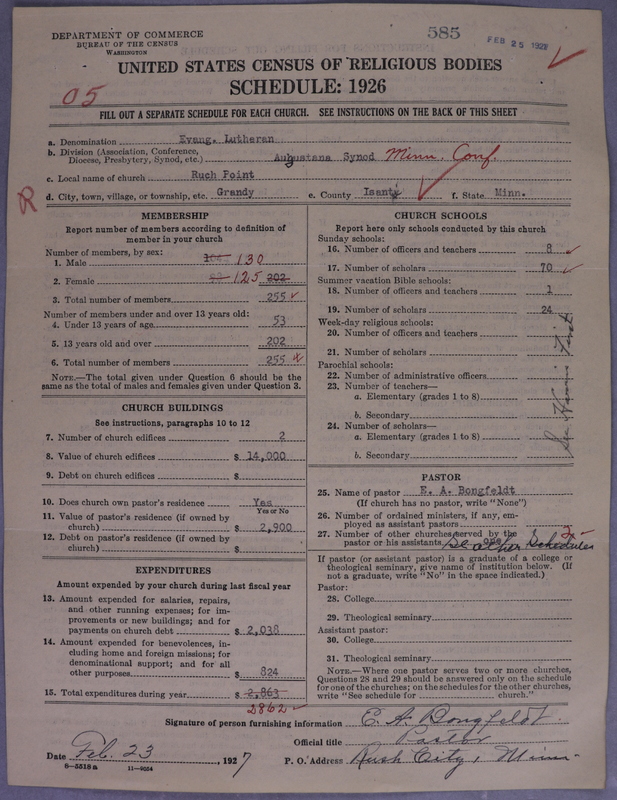 DEPARTMENT OF COMMERCE
BUREAU OF THE CENSUS
WASHINGTON
585
FEB 25 1927
UNITED STATES CENSUS OF RELIGIOUS BODIES
SCHEDULE: 1926
05
FILL OUT A SEPARATE SCHEDULE FOR EACH CHURCH. SEE INSTRUCTIONS ON THE BACK OF THIS SHEET
a. Denomination Evang. Lutheran
b. Division (Association, Conference,
Diocese, Presbytery, Synod, etc.) Augustana Synod Minn. Conf.
c. Local name of church Ruch Point
R
d. City, town, village, or township, etc. Grandy e. County Isanti f. State Minn.
MEMBERSHIP
Report number of members according to definition of
member in your church
Number of members, by sex:
1. Male 130
2. Female 125 202
3. Total number of members 255
Number of members under and over 13 years old:
4. Under 13 years of age 53
5. 13 years old and over 202
6. Total number of members 255
NOTE.—The total given under Question 6 should be the
same as the total of males and females given under Question 3.
CHURCH BUILDINGS
See instructions, paragraphs 10 to 12
7. Number of church edifices 2
8. Value of church edifices $ 14,000
9. Debt on church edifices $
10. Does church own pastor's residence Yes
Yes or No
11. Value of pastor's residence (if owned by
church) $ 2,900
12. Debt on pastor's residence (if owned by
church) $
EXPENDITURES
Amount expended by your church during last fiscal year
13. Amount expended for salaries, repairs,
and other running expenses; for im-
provements or new buildings; and for
payments on church debt $ 2,038
14. Amount expended for benevolences, in-
cluding home and foreign missions; for
denominational support; and for all
other purposes $ 824
15. Total expenditures during year $ 2,863
2862
CHURCH SCHOOLS
Report here only schools conducted by this church
Sunday schools:
16. Number of officers and teachers 8
17. Number of scholars 70
Summer vacation Bible schools:
18. Number of officers and teachers 1
19. Number of scholars 24
Week-day religious schools:
20. Number of officers and teachers
21. Number of scholars
Parochial schools:
22. Number of administrative officers
23. Number of teachers—
a. Elementary (grades 1 to 8)
b. Secondary
24. Number of scholars—
a. Elementary (grades 1 to 8)
b. Secondary
PASTOR
25. Name of pastor E. A. Bongfeldt
(If church has no pastor, write "None")
26. Number of ordained ministers, if any, em-
ployed as assistant pastors
27. Number of other churches served by the
pastor or his assistants one other Schedules
If pastor (or assistant pastor) is a graduate of a college or
theological seminary, give name of institution below. (If
not a graduate, write "No" in the space indicated.)
Pastor:
28. College
29. Theological seminary
Assistant pastor:
30. College
31. Theological seminary
NOTE.—Where one pastor serves two or more churches,
Questions 28 and 29 should be answered only on the schedule
for one of the churches; on the schedules for the other churches,
write "See schedule for church."
Signature of person furnishing information E. A. Bongfeldt
Official title Pastor
Date Feb. 23, 1927 P. O. Address Rush City, Minn.
6-5518a 11-9054